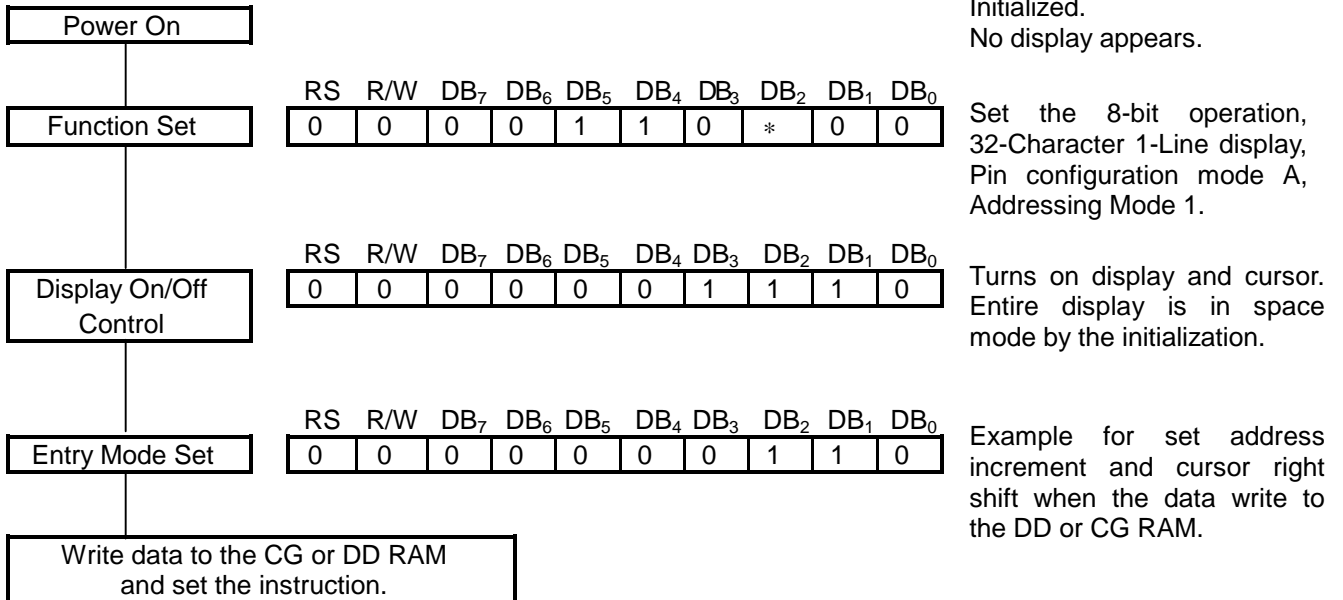 Initialized.
Power On
No display appears.
RS R/W DB₇ DB₆ DB₅ DB₄ DB₃ DB₂ DB₁ DB₀
Function Set
0 0 0 0 1 1 0 * 0 0
Set the 8-bit operation,
32-Character 1-Line display,
Pin configuration mode A,
Addressing Mode 1.
RS R/W DB₇ DB₆ DB₅ DB₄ DB₃ DB₂ DB₁ DB₀
Display On/Off
Control
0 0 0 0 0 0 1 1 1 0
Turns on display and cursor.
Entire display is in space
mode by the initialization.
RS R/W DB₇ DB₆ DB₅ DB₄ DB₃ DB₂ DB₁ DB₀
Entry Mode Set
0 0 0 0 0 0 0 1 1 0
Example for set address
increment and cursor right
shift when the data write to
the DD or CG RAM.
Write data to the CG or DD RAM
and set the instruction.